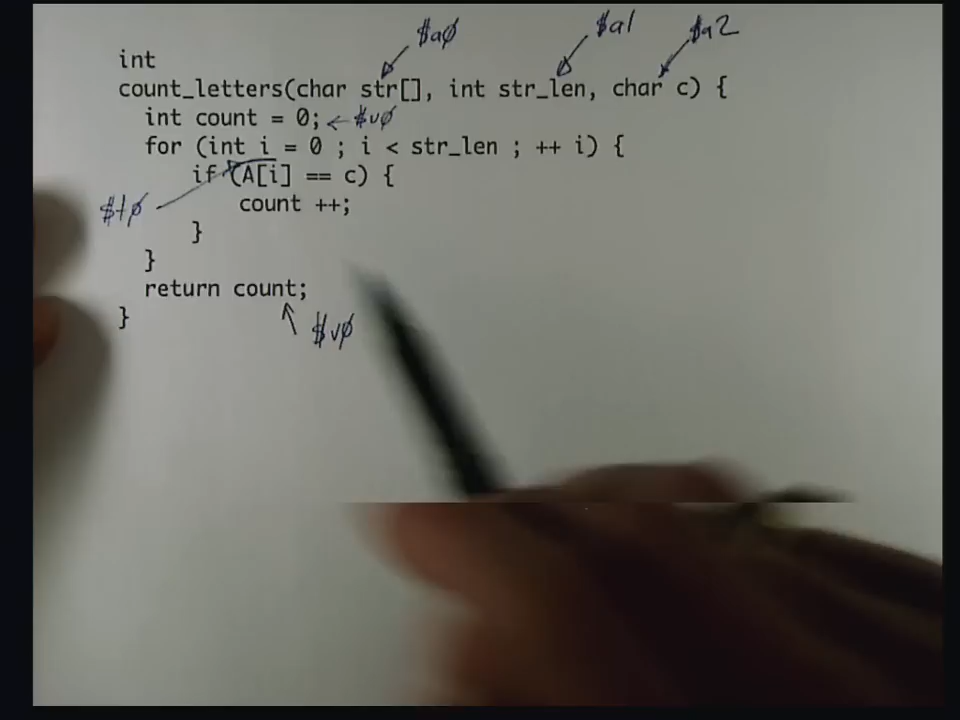 $a0 $a1 $a2
int
count_letters(char str[], int str_len, char c) {
int count = 0; $v0
for (int i = 0 ; i < str_len ; ++ i) {
if (A[i] == c) {
$t0 count ++;
}
}
return count;
} $v0